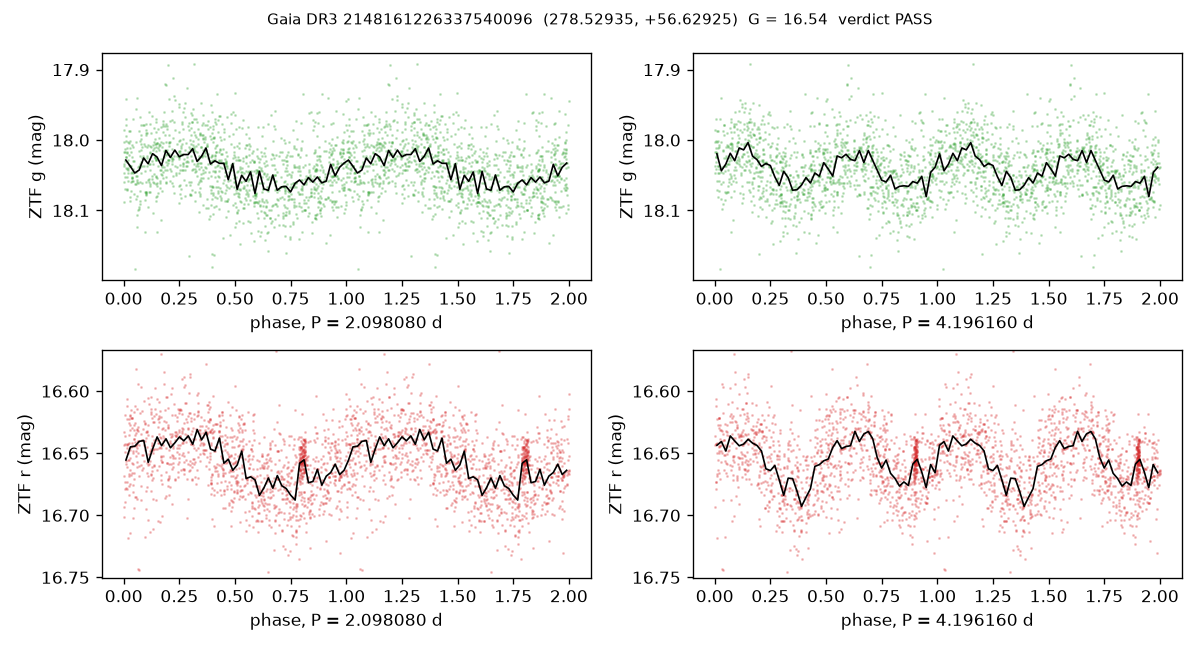 Gaia DR3 2148161226337540096  (278.52935, +56.62925)  G = 16.54  verdict PASS
ZTF g (mag)
17.9
18.0
18.1
0.00 0.25 0.50 0.75 1.00 1.25 1.50 1.75 2.00
phase, P = 2.098080 d
ZTF g (mag)
17.9
18.0
18.1
0.00 0.25 0.50 0.75 1.00 1.25 1.50 1.75 2.00
phase, P = 4.196160 d
ZTF r (mag)
16.60
16.65
16.70
16.75
0.00 0.25 0.50 0.75 1.00 1.25 1.50 1.75 2.00
phase, P = 2.098080 d
ZTF r (mag)
16.60
16.65
16.70
16.75
0.00 0.25 0.50 0.75 1.00 1.25 1.50 1.75 2.00
phase, P = 4.196160 d